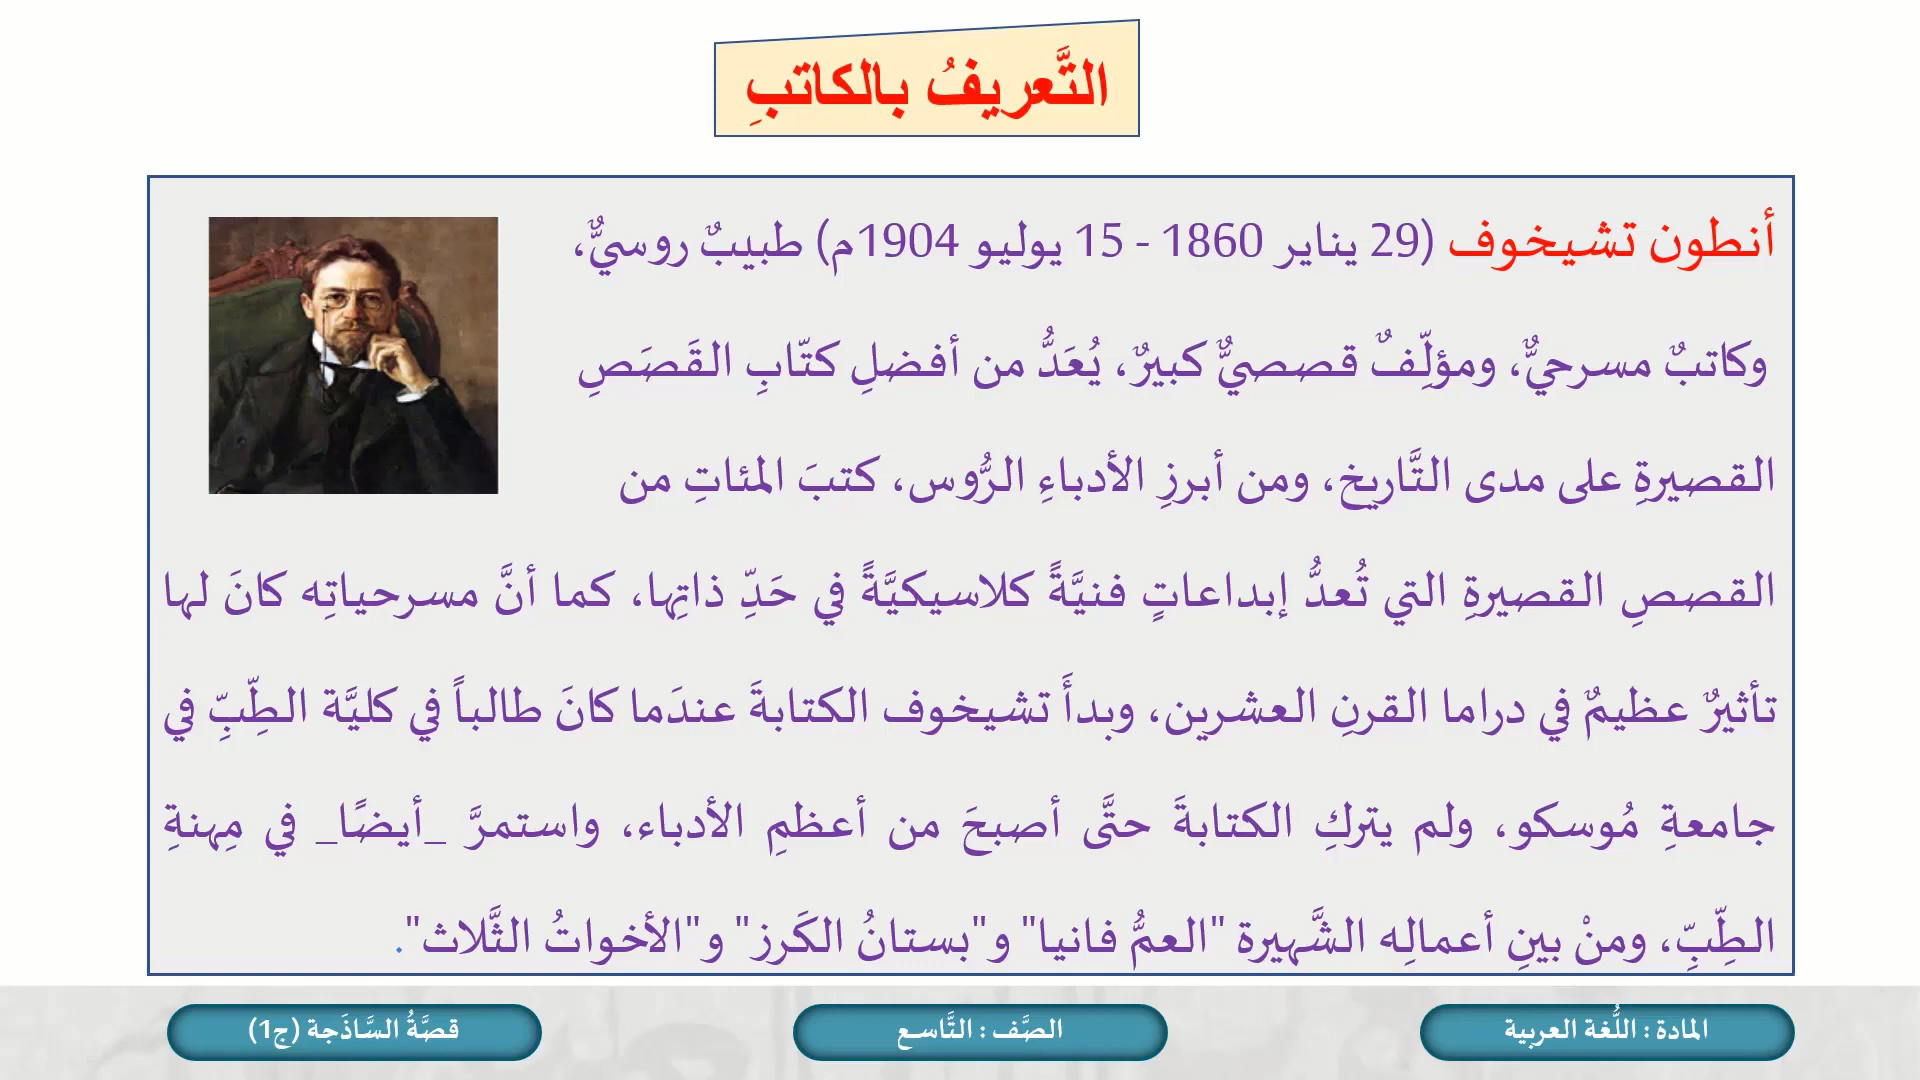 التَّعريفُ بالكاتبِ
أنطون تشيخوف (29 يناير 1860 - 15 يوليو 1904م) طبيبٌ روسيٌّ،
وكاتبٌ مسرحيٌّ، ومؤلِّفٌ قصصيٌّ كبيرٌ، يُعَدُّ من أفضلِ كتّابِ القَصَصِ
القصيرةِ على مدى التَّاريخ، ومن أبرزِ الأدباءِ الرُّوس، كتبَ المئاتِ من
القصصِ القصيرةِ التي تُعدُّ إبداعاتٍ فنيَّةً كلاسيكيَّةً في حَدِّ ذاتِها، كما أنَّ مسرحياتِه كانَ لها
تأثيرٌ عظيمٌ في دراما القرنِ العشرين، وبدأَ تشيخوف الكتابةَ عندَما كانَ طالباً في كليَّة الطِّبِّ في
جامعةِ مُوسكو، ولم يتركِ الكتابةَ حتَّى أصبحَ من أعظمِ الأدباء، واستمرَّ _أيضًا_ في مِهنةِ
الطِّبِّ، ومنْ بينِ أعمالِه الشَّهيرة "العمُّ فانيا" و"بستانُ الكَرز" و"الأخواتُ الثَّلاث".
المادة : اللُّغة العربية
الصَّف : التَّاسع
قصَّةُ السَّاذَجة (ج1)